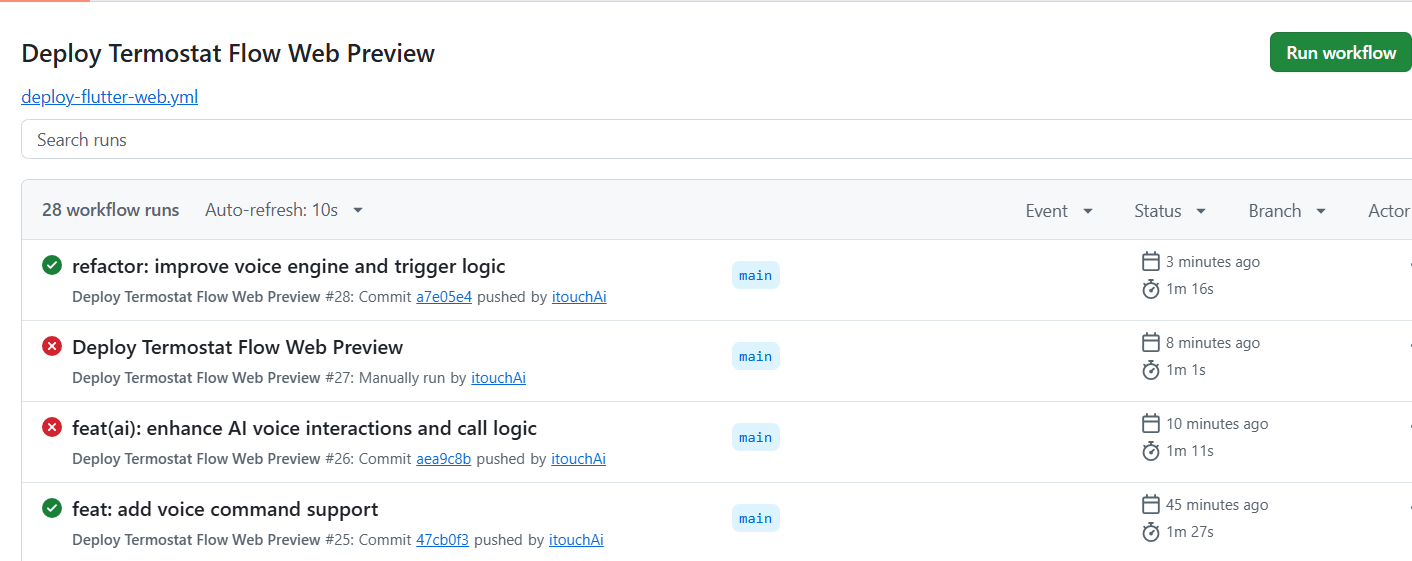 Deploy Termostat Flow Web Preview
Run workflow
deploy-flutter-web.yml
Search runs
28 workflow runs Auto-refresh: 10s Event Status Branch Actor
refactor: improve voice engine and trigger logic
Deploy Termostat Flow Web Preview #28: Commit a7e05e4 pushed by itouchAi
main
3 minutes ago
1m 16s
Deploy Termostat Flow Web Preview
Deploy Termostat Flow Web Preview #27: Manually run by itouchAi
main
8 minutes ago
1m 1s
feat(ai): enhance AI voice interactions and call logic
Deploy Termostat Flow Web Preview #26: Commit aea9c8b pushed by itouchAi
main
10 minutes ago
1m 11s
feat: add voice command support
Deploy Termostat Flow Web Preview #25: Commit 47cb0f3 pushed by itouchAi
main
45 minutes ago
1m 27s